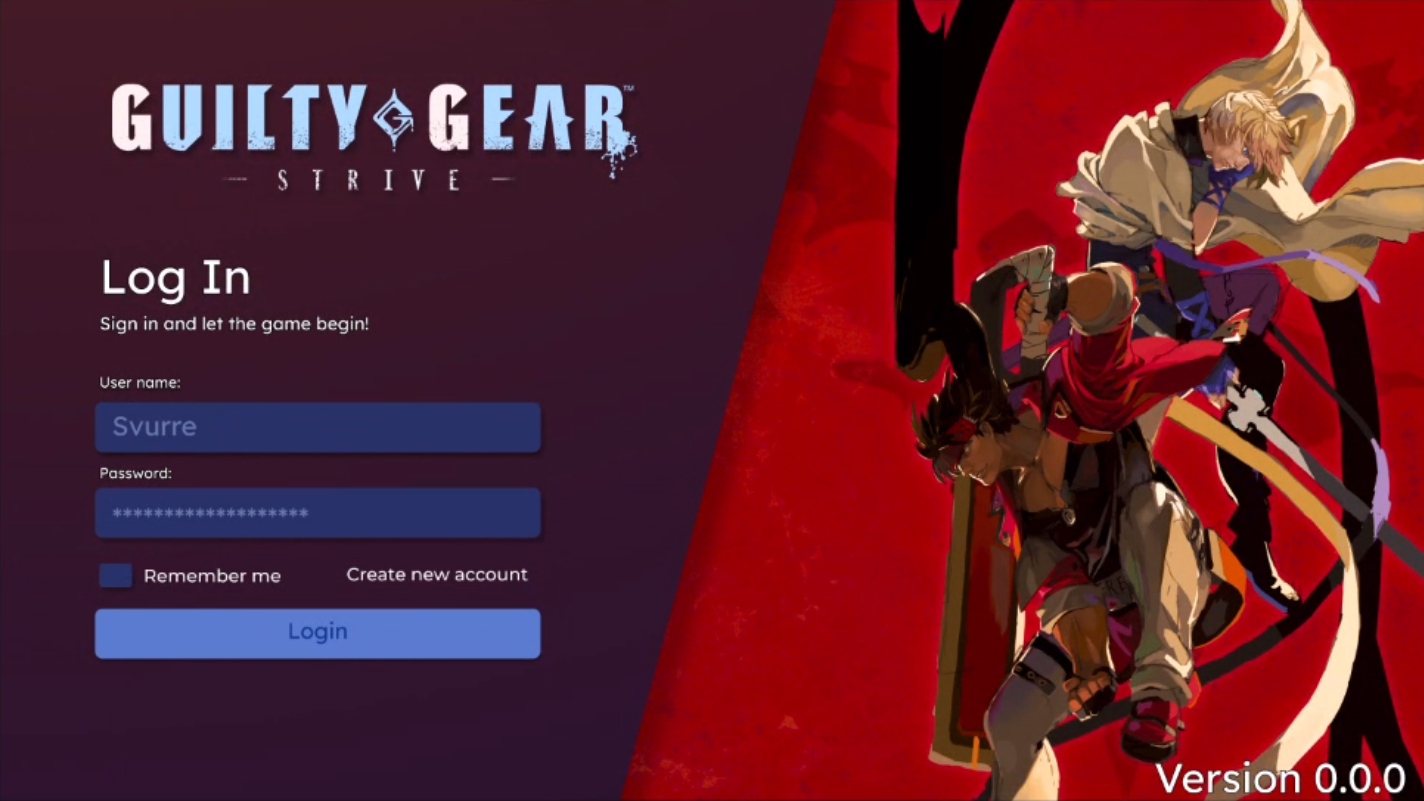 GUILTY GEAR™
STRIVE
Log In
Sign in and let the game begin!
User name:
Svurre
Password:
*******************
Remember me
Create new account
Login
Version 0.0.0